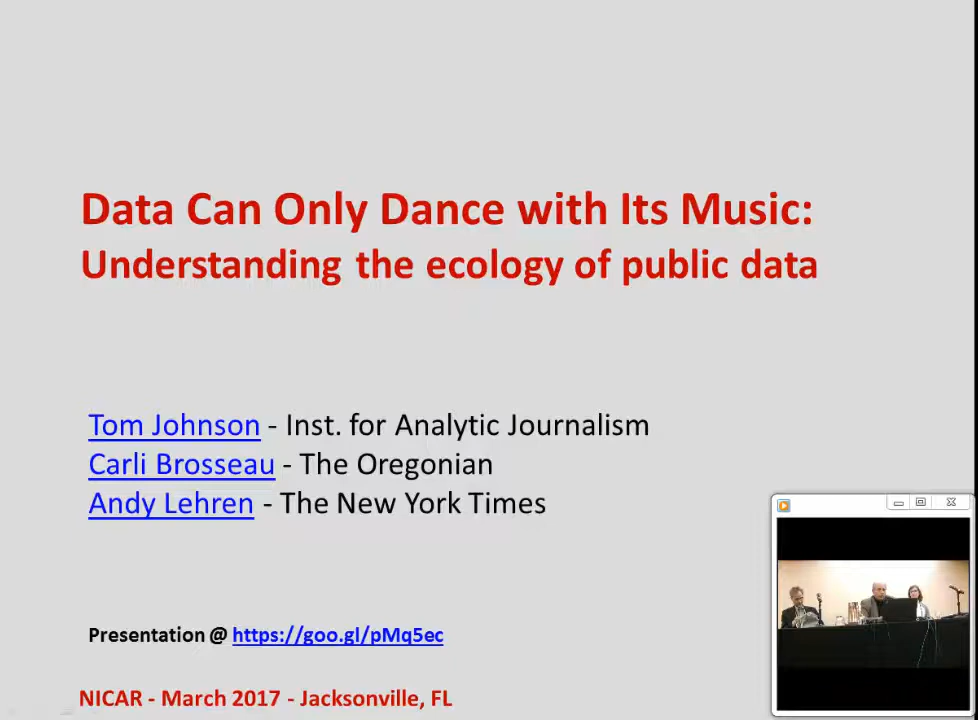 Data Can Only Dance with Its Music:
Understanding the ecology of public data
Tom Johnson - Inst. for Analytic Journalism
Carli Brosseau - The Oregonian
Andy Lehren - The New York Times
Presentation @ https://goo.gl/pMq5ec
NICAR - March 2017 - Jacksonville, FL